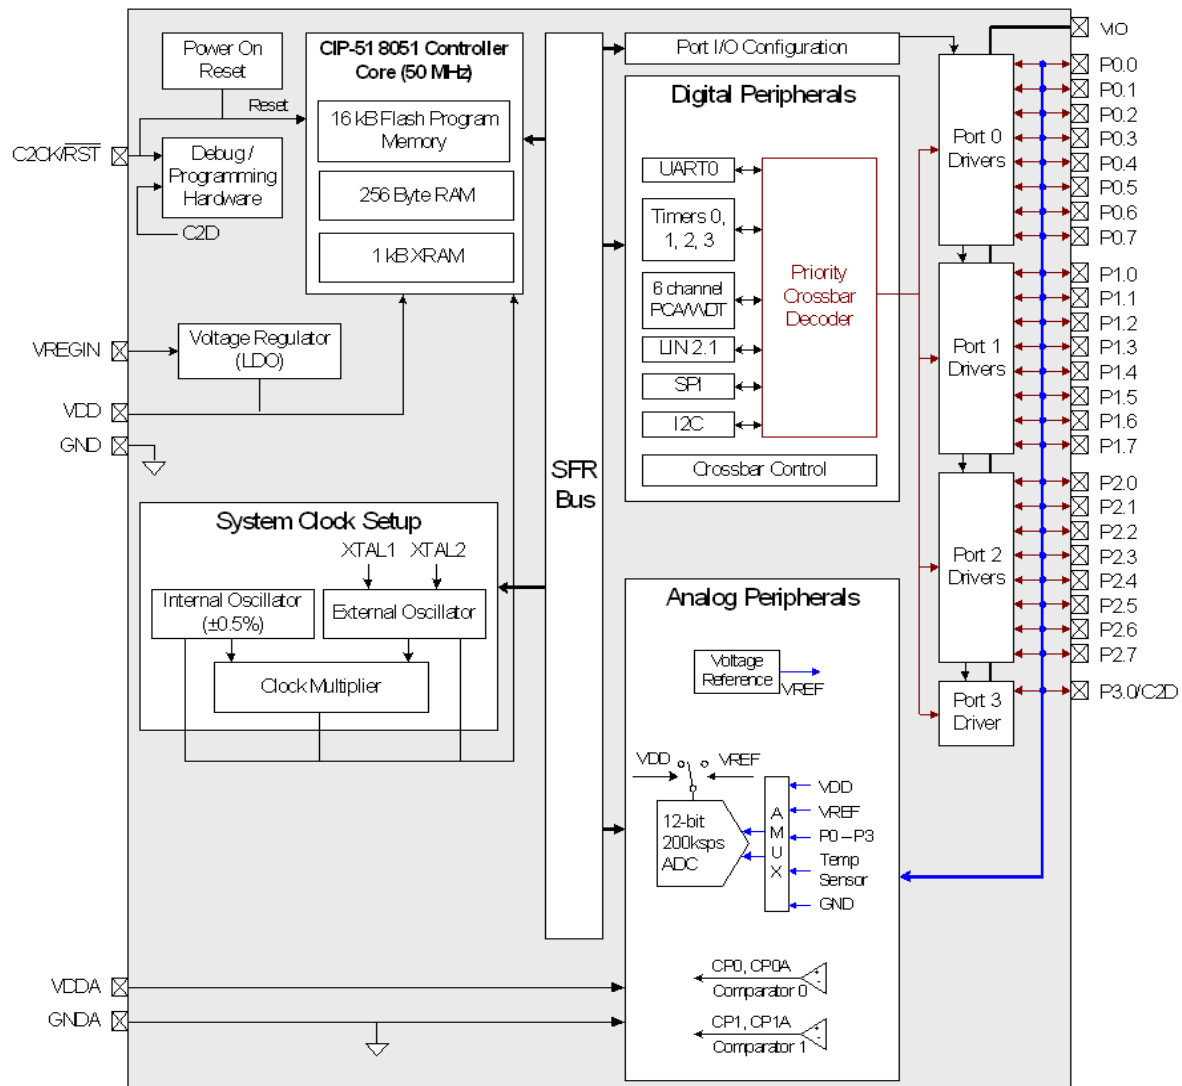 Power On
Reset
Reset
C2CK/RST
Debug /
Programming
Hardware
C2D
CIP-51 8051 Controller
Core (50 MHz)
16 kB Flash Program
Memory
256 Byte RAM
1 kB XRAM
VREGIN
Voltage Regulator
(LDO)
VDD
GND
System Clock Setup
XTAL1
XTAL2
Internal Oscillator
(±0.5%)
External Oscillator
Clock Multiplier
SFR
Bus
Port I/O Configuration
Digital Peripherals
UART0
Timers 0,
1, 2, 3
6 channel
PCA/WDT
LIN 2.1
SPI
I2C
Priority
Crossbar
Decoder
Crossbar Control
Analog Peripherals
Voltage
Reference
VREF
VDD
VREF
12-bit
200ksps
ADC
A
M
U
X
VDD
VREF
P0 – P3
Temp
Sensor
GND
CP0, CP0A
+
-
Comparator 0
CP1, CP1A
+
-
Comparator 1
VDDA
GNDA
Port 0
Drivers
Port 1
Drivers
Port 2
Drivers
Port 3
Driver
VIO
P0.0
P0.1
P0.2
P0.3
P0.4
P0.5
P0.6
P0.7
P1.0
P1.1
P1.2
P1.3
P1.4
P1.5
P1.6
P1.7
P2.0
P2.1
P2.2
P2.3
P2.4
P2.5
P2.6
P2.7
P3.0/C2D